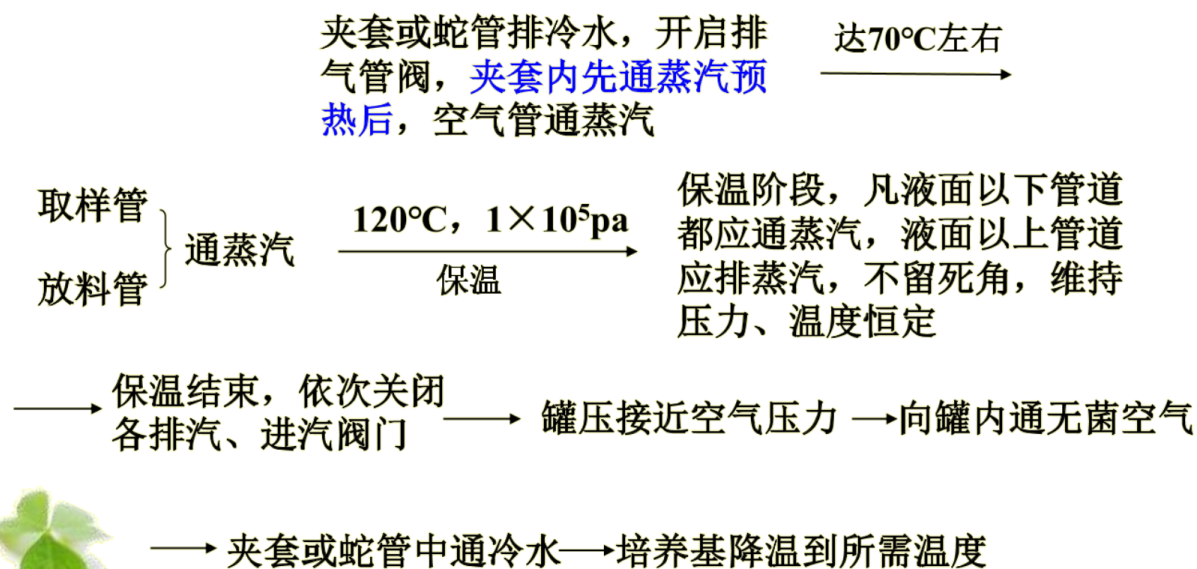 夹套或蛇管排冷水，开启排
气管阀，夹套内先通蒸汽预
热后，空气管通蒸汽
达70℃左右
取样管
放料管
通蒸汽
120℃，1×10⁵pa
保温
保温阶段，凡液面以下管道
都应通蒸汽，液面以上管道
应排蒸汽，不留死角，维持
压力、温度恒定
保温结束，依次关闭
各排汽、进汽阀门
罐压接近空气压力
向罐内通无菌空气
夹套或蛇管中通冷水
培养基降温到所需温度